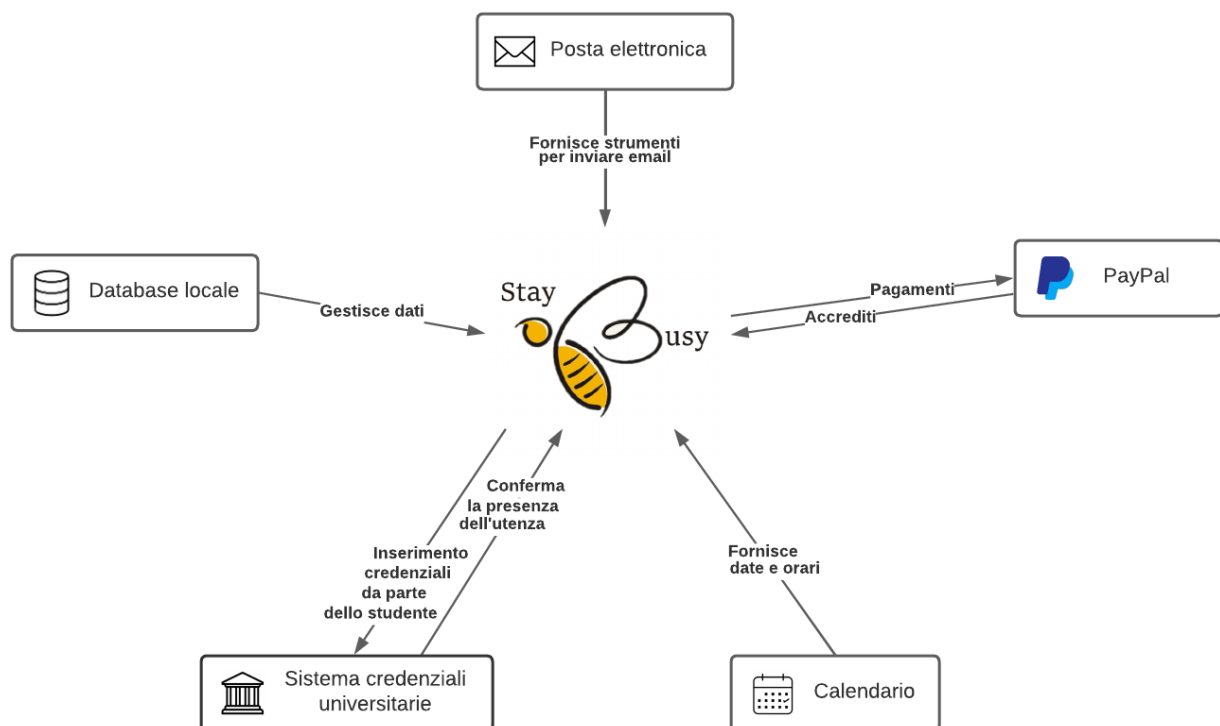 Posta elettronica
Fornisce strumenti
per inviare email
Database locale
Gestisce dati
Stay
usy
Pagamenti
Accrediti
PayPal
Conferma
la presenza
dell'utenza
Inserimento
credenziali
da parte
dello studente
Fornisce
date e orari
Sistema credenziali
universitarie
Calendario